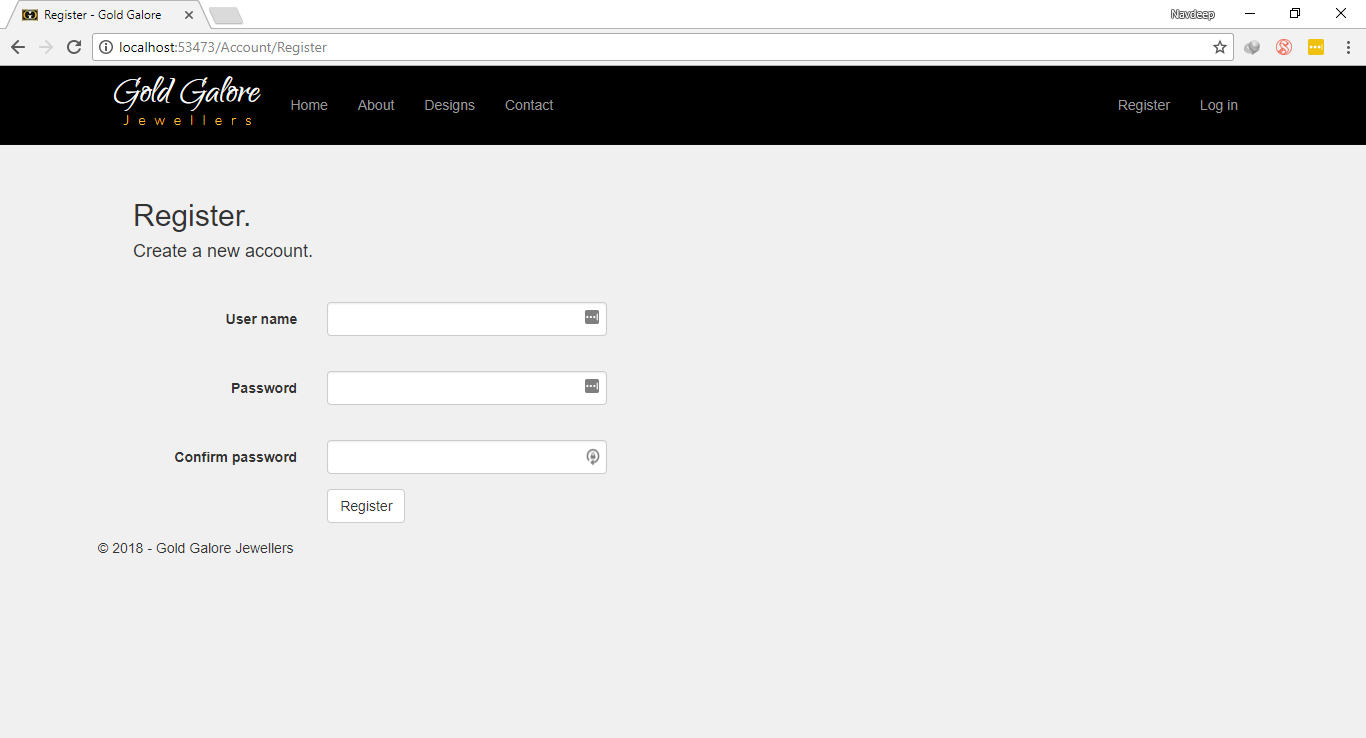 Register - Gold Galore
Navdeep
localhost:53473/Account/Register
Gold Galore
Jewellers
Home About Designs Contact Register Log in
Register.
Create a new account.
User name
Password
Confirm password
Register
© 2018 - Gold Galore Jewellers